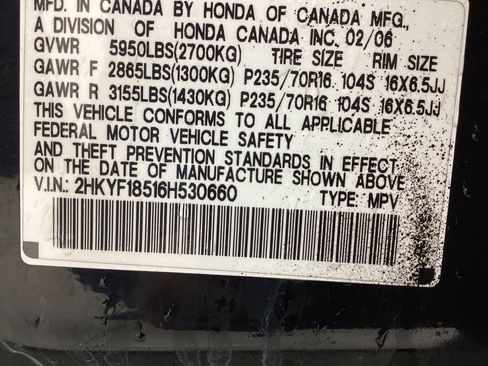 MFD. IN CANADA BY HONDA OF CANADA MFG.,
A DIVISION OF HONDA CANADA INC. 02/06
GVWR 5950LBS(2700KG) TIRE SIZE RIM SIZE
GAWR F 2865LBS(1300KG) P235/70R16 104S 16X6.5JJ
GAWR R 3155LBS(1430KG) P235/70R16 104S 16X6.5JJ
THIS VEHICLE CONFORMS TO ALL APPLICABLE
FEDERAL MOTOR VEHICLE SAFETY
AND THEFT PREVENTION STANDARDS IN EFFECT
ON THE DATE OF MANUFACTURE SHOWN ABOVE
V.I.N.: 2HKYF18516H530660 TYPE: MPV